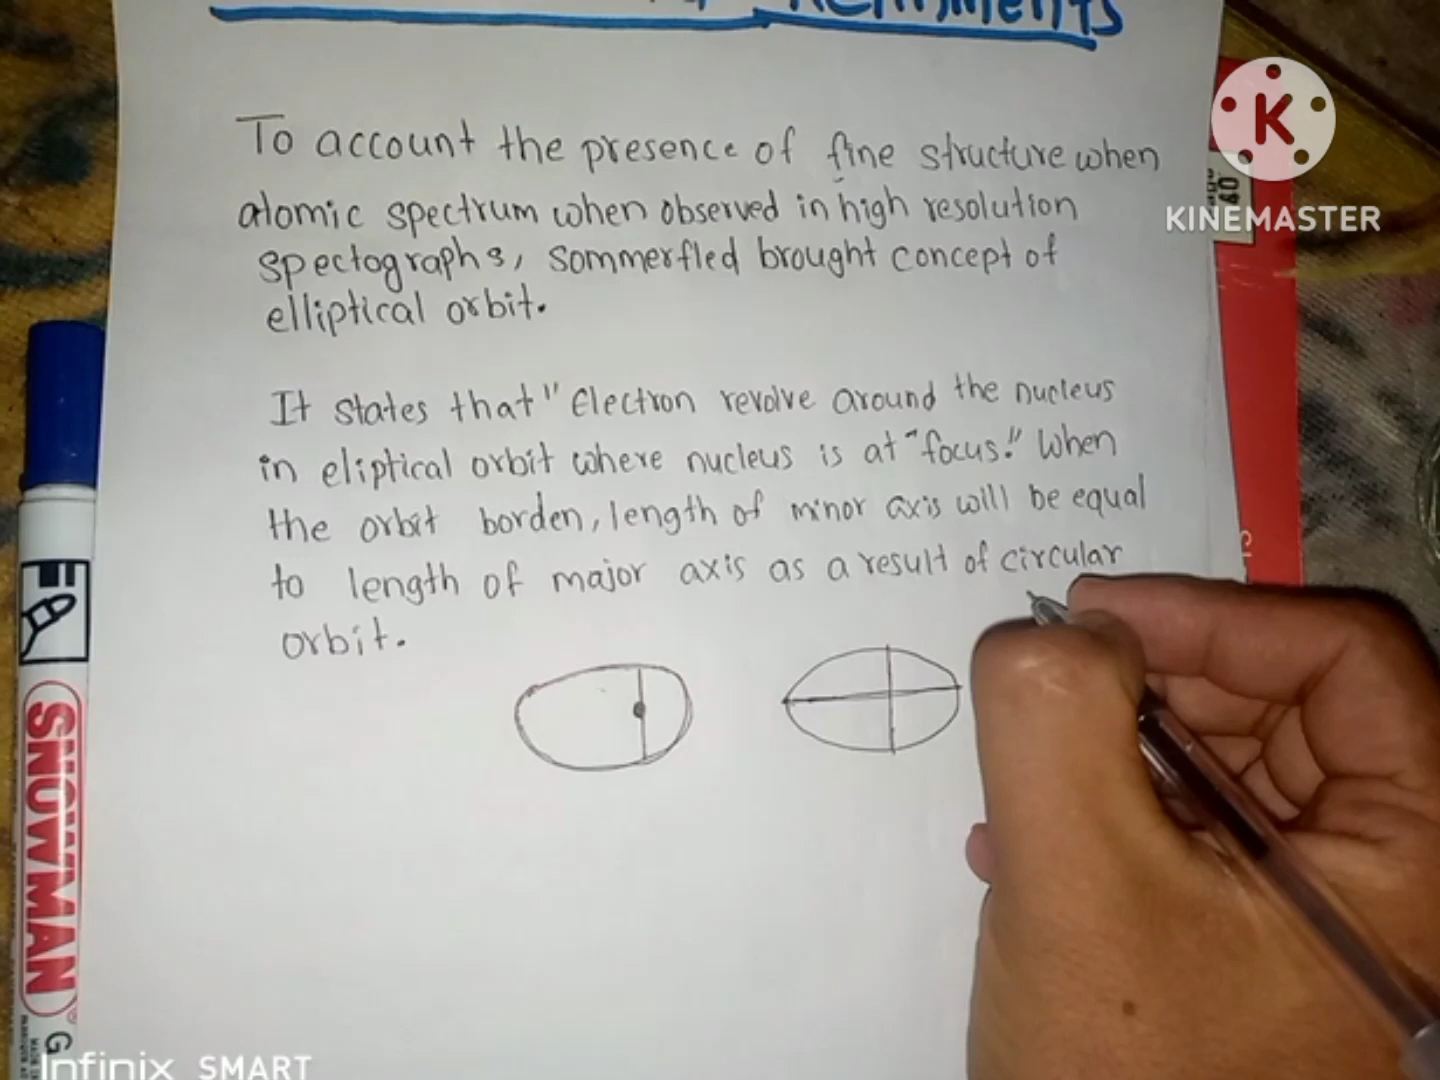 To account the presence of fine structure when
atomic spectrum when observed in high resolution
spectographs, sommerfled brought concept of
elliptical orbit.
It states that "Electron revolve around the nucleus
in eliptical orbit where nucleus is at "focus." When
the orbit borden, length of minor axis will be equal
to length of major axis as a result of circular
orbit.
K
KINEMASTER
SNOWMAN
G
Infinix SMART